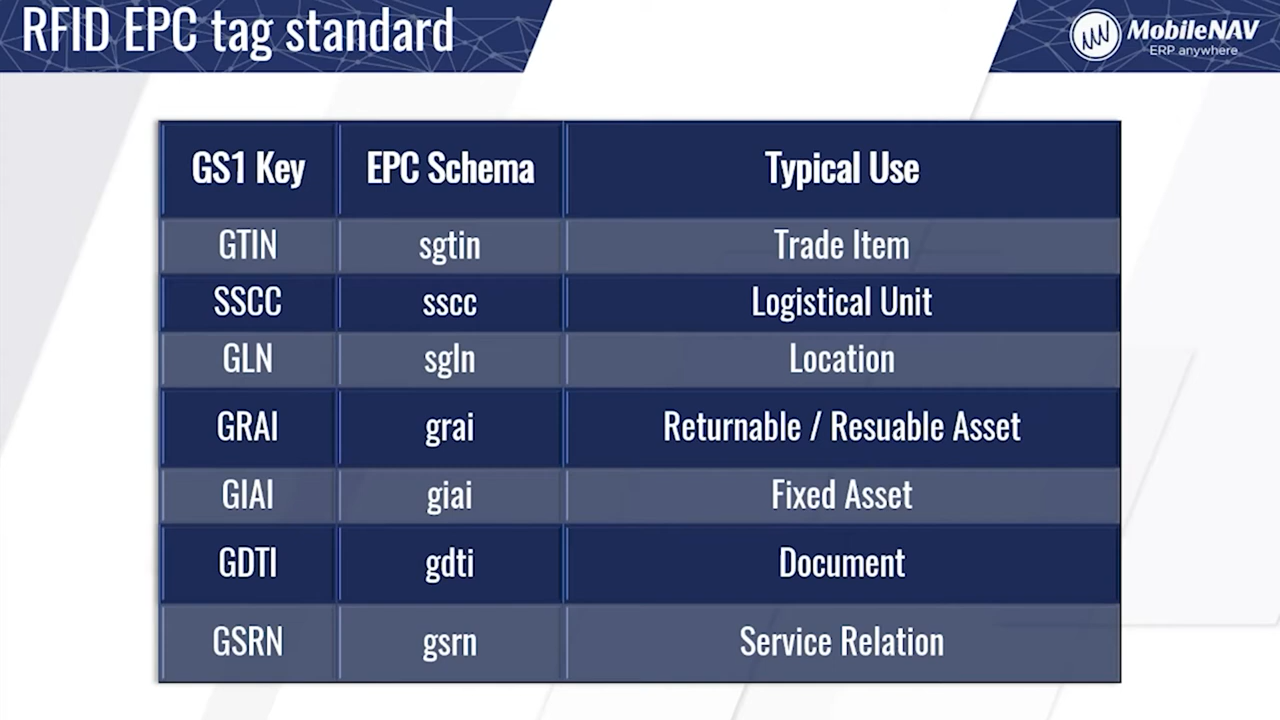 RFID EPC tag standard
MobileNAV
ERP anywhere
GS1 Key EPC Schema Typical Use
GTIN sgtin Trade Item
SSCC sscc Logistical Unit
GLN sgln Location
GRAI grai Returnable / Resuable Asset
GIAI giai Fixed Asset
GDTI gdti Document
GSRN gsrn Service Relation